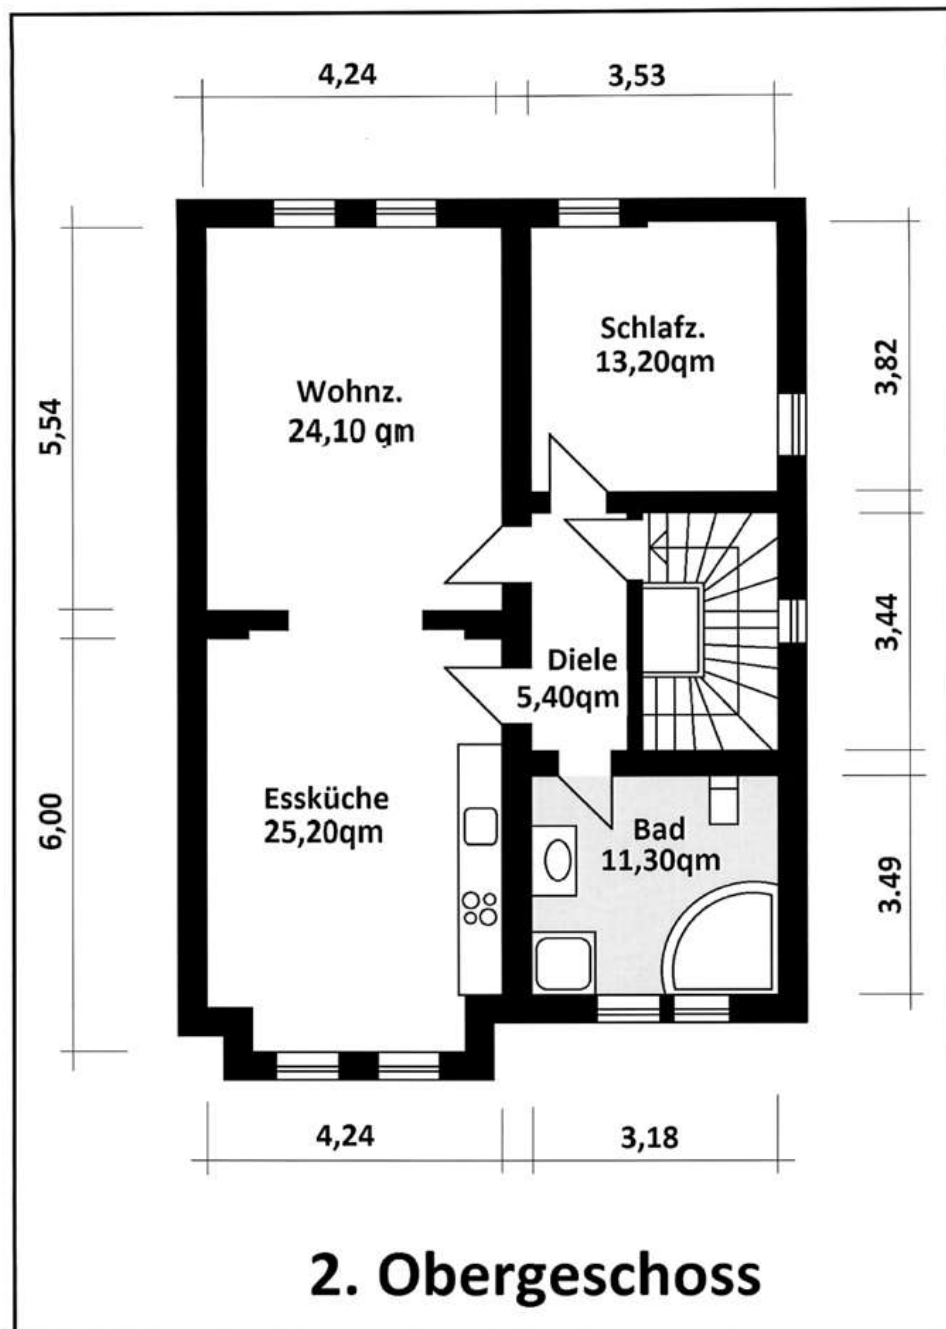 4,24
3,53
Schlafz.
13,20qm
3,82
Wohnz.
24,10 qm
5,54
3,44
Diele
5,40qm
Essküche
25,20qm
6,00
Bad
11,30qm
3.49
4,24
3,18
2. Obergeschoss